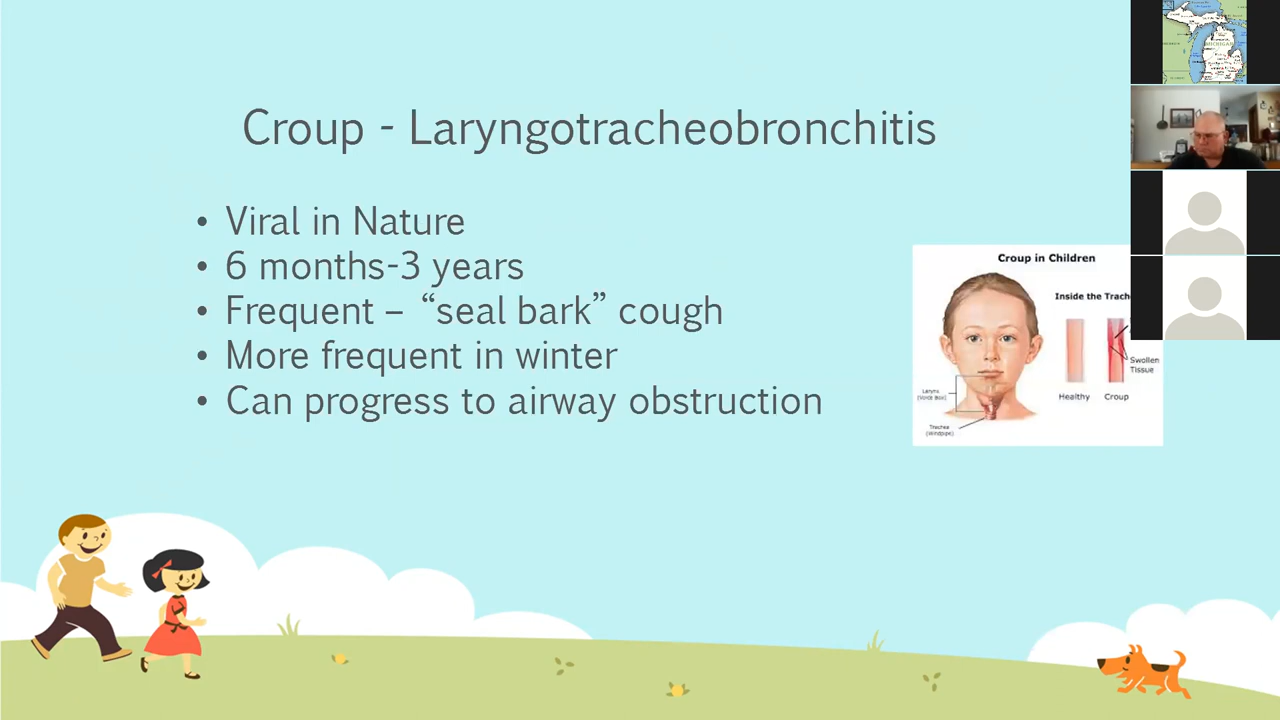 Croup - Laryngotracheobronchitis
• Viral in Nature
• 6 months-3 years
• Frequent – “seal bark” cough
• More frequent in winter
• Can progress to airway obstruction
Croup in Children
Inside the Trach
Swollen
Tissue
Larynx
(Voice Box)
Healthy
Croup
Trachea
(Windpipe)
MICHIGAN